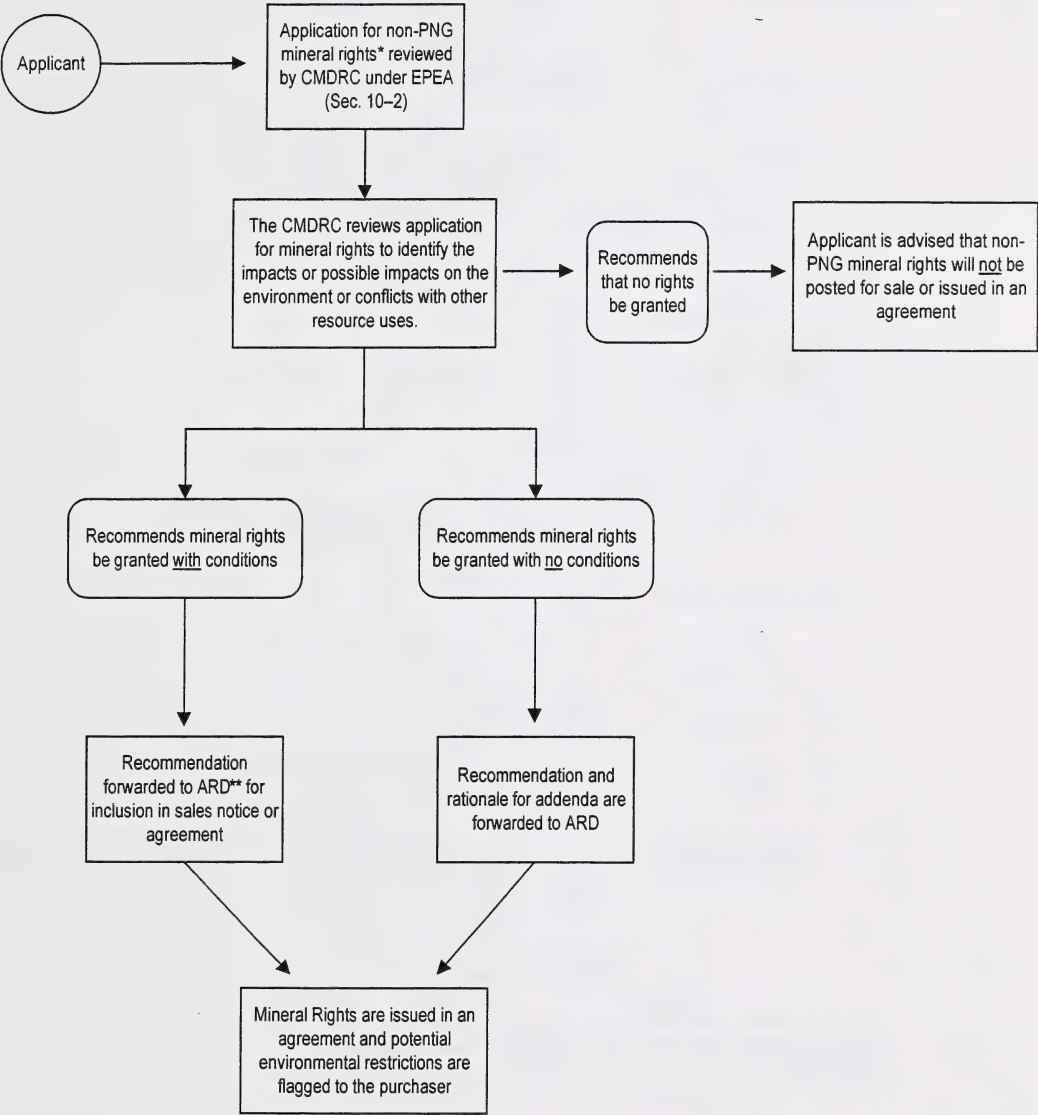 Applicant
Application for non-PNG
mineral rights* reviewed
by CMDRC under EPEA
(Sec. 10–2)
The CMDRC reviews application
for mineral rights to identify the
impacts or possible impacts on the
environment or conflicts with other
resource uses.
Recommends
that no rights
be granted
Applicant is advised that non-
PNG mineral rights will not be
posted for sale or issued in an
agreement
Recommends mineral rights
be granted with conditions
Recommends mineral rights
be granted with no conditions
Recommendation
forwarded to ARD** for
inclusion in sales notice or
agreement
Recommendation and
rationale for addenda are
forwarded to ARD
Mineral Rights are issued in an
agreement and potential
environmental restrictions are
flagged to the purchaser